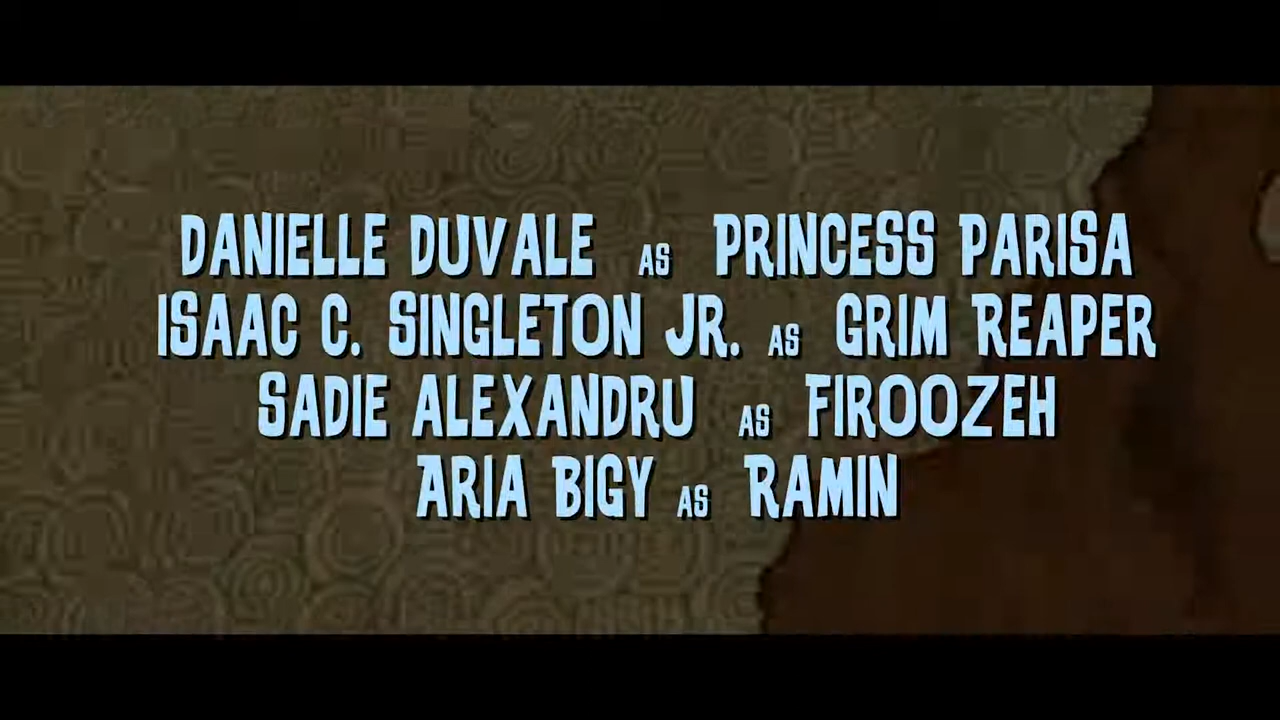 DANIELLE DUVALE AS PRINCESS PARISA
ISAAC C. SINGLETON JR. AS GRIM REAPER
SADIE ALEXANDRU AS FIROOZEH
ARIA BIGY AS RAMIN